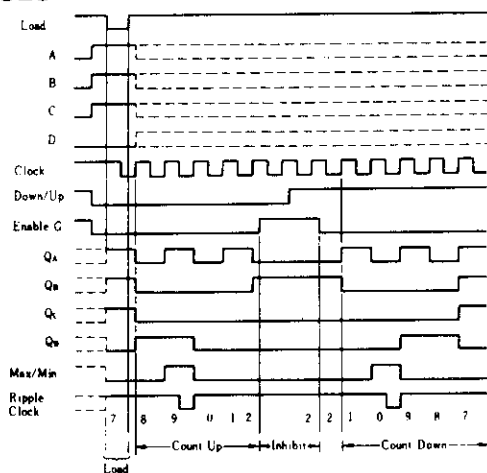 Load
A
B
C
D
Clock
Down/Up
Enable G
QA
QB
QC
QD
Max/Min
Ripple
Clock
7 8 9 0 1 2 2 2 1 0 9 8 7
Count Up Inhibit Count Down
Load